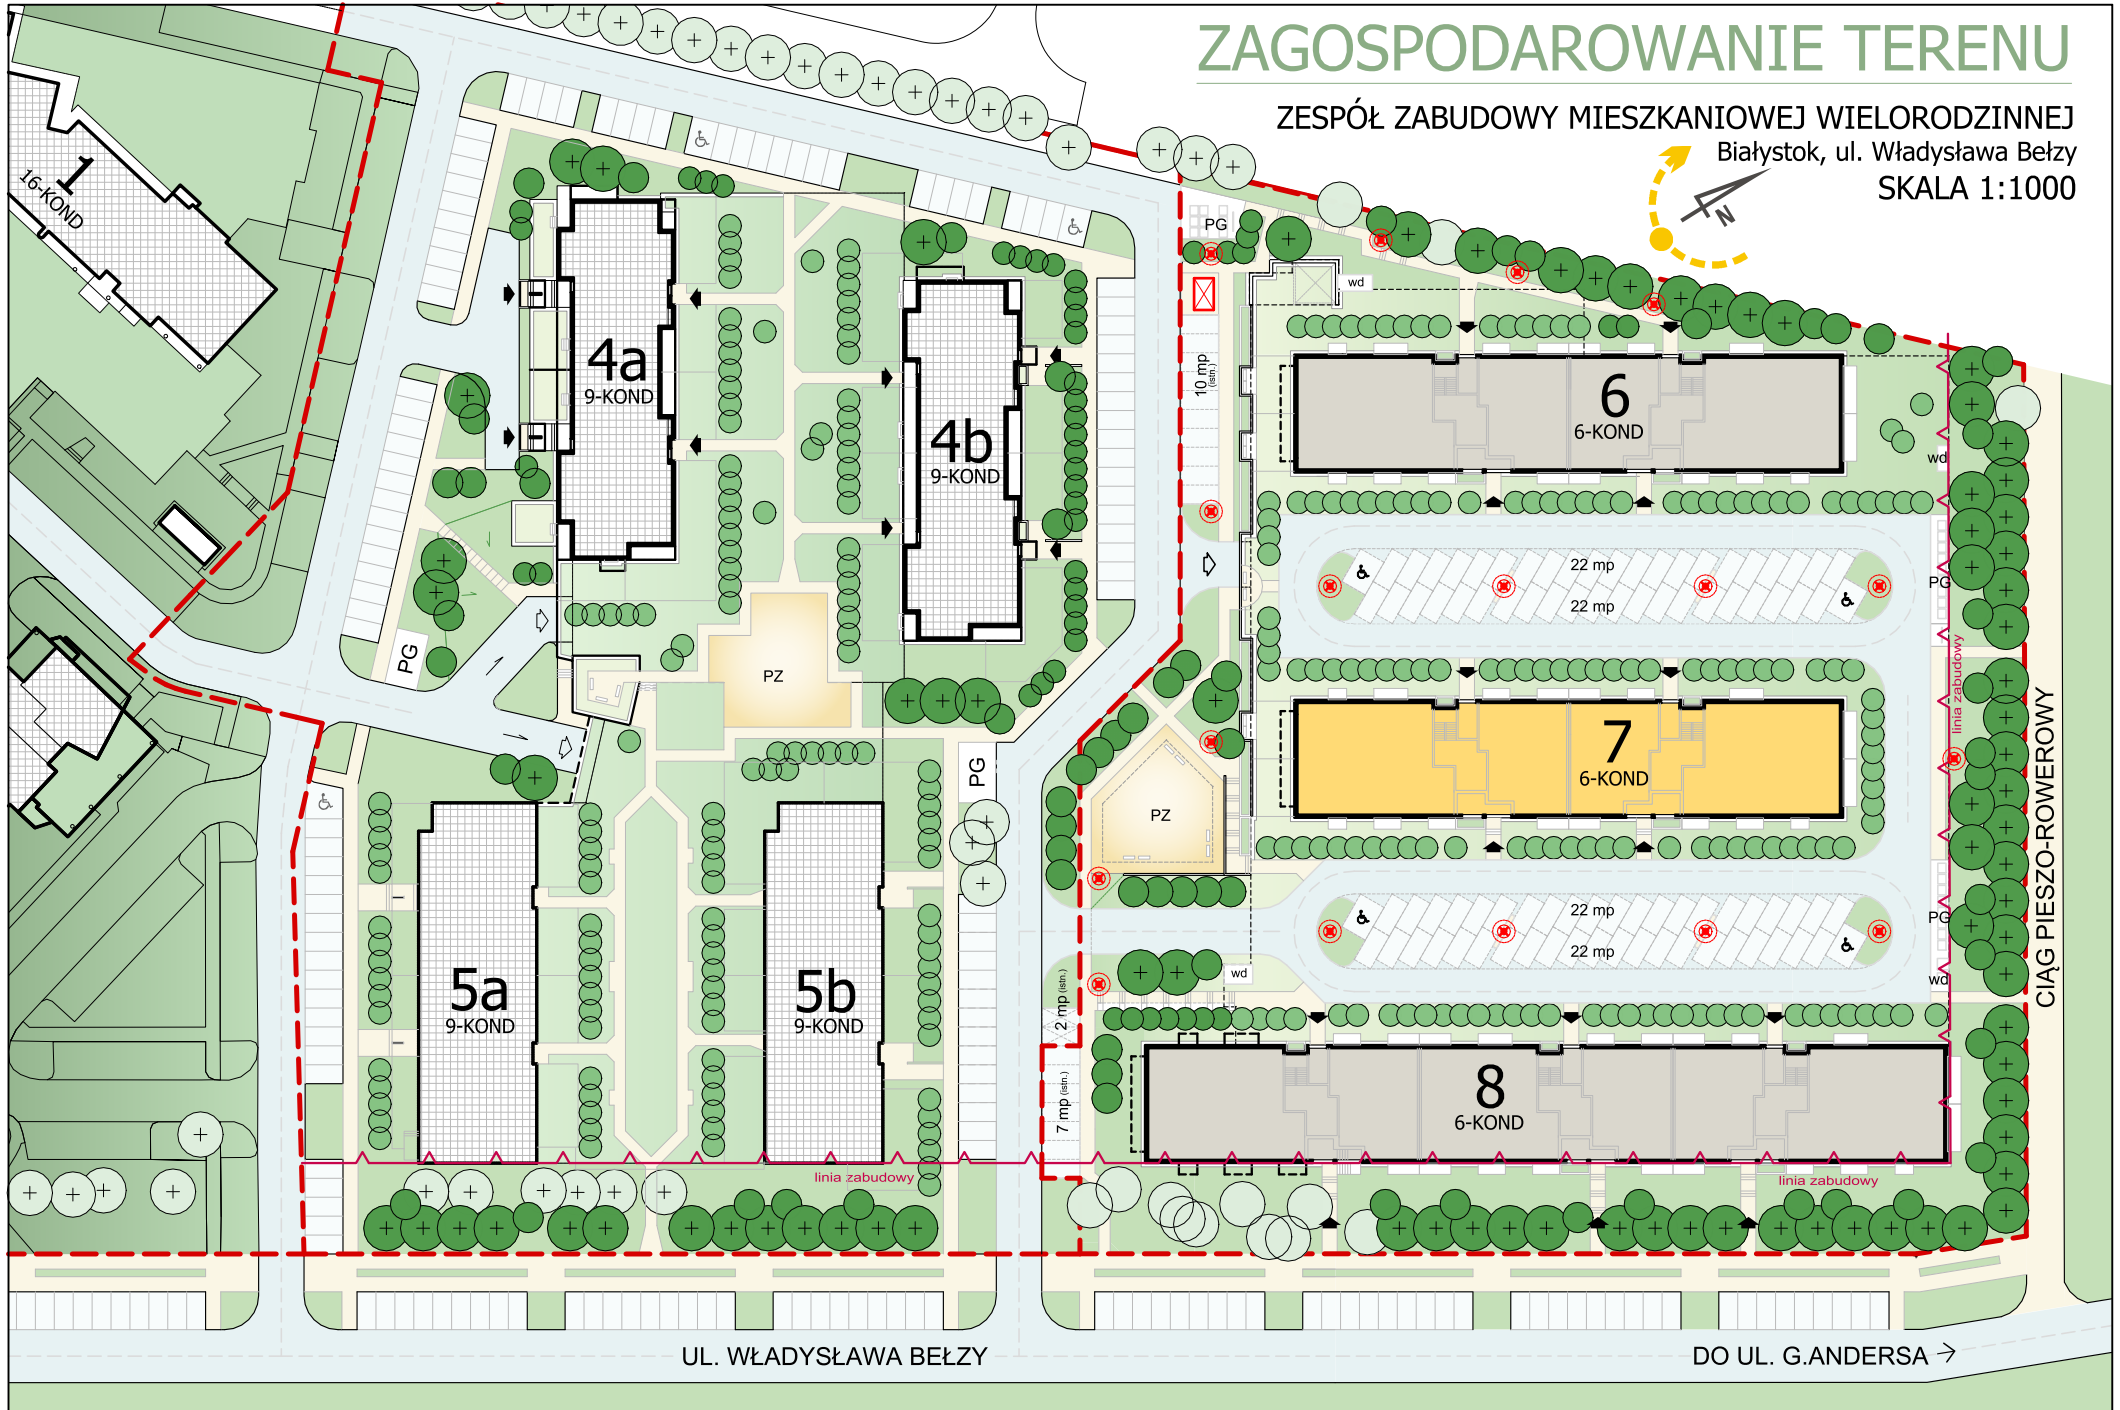 ZAGOSPODAROWANIE TERENU
ZESPÓŁ ZABUDOWY MIESZKANIOWEJ WIELORODZINNEJ
Białystok, ul. Władysława Bełzy
SKALA 1:1000
N
1
16-KOND
4a
9-KOND
4b
9-KOND
PG
wd
10 mp (istn.)
6
6-KOND
wd
22 mp
22 mp
PG
PG
PZ
linia zabudowy
CIĄG PIESZO-ROWEROWY
7
6-KOND
PG
PZ
22 mp
22 mp
PG
wd
wd
5a
9-KOND
5b
9-KOND
2 mp (istn.)
7 mp (istn.)
8
6-KOND
linia zabudowy
linia zabudowy
UL. WŁADYSŁAWA BEŁZY
DO UL. G.ANDERSA